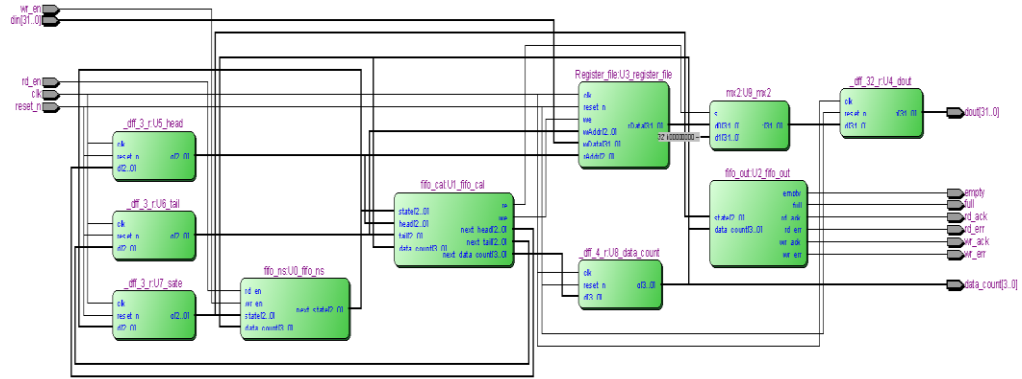 wr_en
din[31..0]
rd_en
clk
reset_n
_dff_3_r:U5_head
clk
reset_n
d[2..0]
q[2..0]
_dff_3_r:U6_tail
clk
reset_n
d[2..0]
q[2..0]
_dff_3_r:U7_sate
clk
reset_n
d[2..0]
q[2..0]
fifo_ns:U0_fifo_ns
rd_en
wr_en
state[2..0]
data_count[3..0]
next_state[2..0]
fifo_cal:U1_fifo_cal
state[2..0]
head[2..0]
tail[2..0]
data_count[3..0]
re
we
next_head[2..0]
next_tail[2..0]
next_data_count[3..0]
Register_file:U3_register_file
clk
reset_n
we
wAddr[2..0]
wData[31..0]
rAddr[2..0]
rData[31..0]
mx2:U9_mx2
s
d0[31..0]
d1[31..0]
_dff_32_r:U4_dout
clk
reset_n
d[31..0]
q[31..0]
dout[31..0]
fifo_out:U2_fifo_out
state[2..0]
data_count[3..0]
empty
full
rd_ack
rd_err
wr_ack
wr_err
_dff_4_r:U8_data_count
clk
reset_n
d[3..0]
q[3..0]
empty
full
rd_ack
rd_err
wr_ack
wr_err
data_count[3..0]